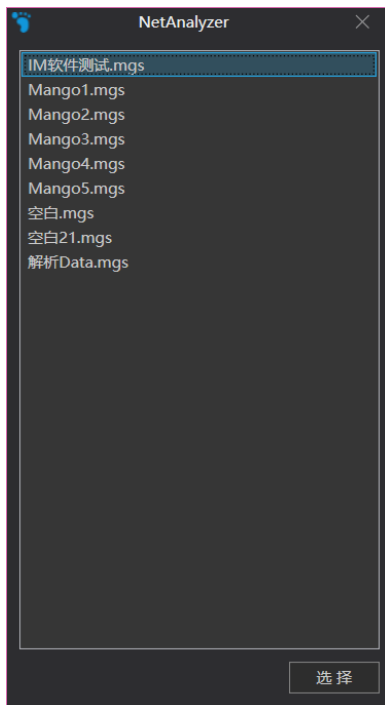 NetAnalyzer
IM软件测试.mgs
Mango1.mgs
Mango2.mgs
Mango3.mgs
Mango4.mgs
Mango5.mgs
空白.mgs
空白21.mgs
解析Data.mgs
选 择